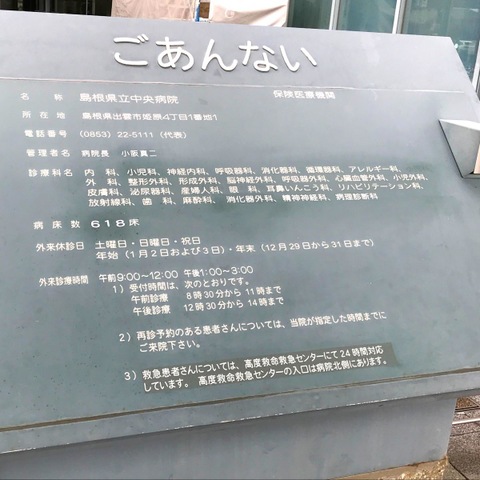 ごあんない
名 称 島根県立中央病院 保険医療機関
所 在 地 島根県出雲市姫原4丁目1番地1
電話番号 (0853) 22-5111 (代表)
管理者名 病院長 小阪真二
診療科名 内 科、小児科、神経内科、呼吸器科、消化器科、循環器科、アレルギー科、
外 科、整形外科、形成外科、脳神経外科、呼吸器外科、心臓血管外科、小児外科、
皮膚科、泌尿器科、産婦人科、眼 科、耳鼻いんこう科、リハビリテーション科、
放射線科、歯 科、麻酔科、消化器外科、精神神経科、病理診断科
病 床 数 618床
外来休診日 土曜日・日曜日・祝日
年始(1月2日および3日)・年末(12月29日から31日まで)
外来診療時間 午前9:00~12:00 午後1:00~3:00
1) 受付時間は、次のとおりです。
午前診療 8時30分から11時まで
午後診療 12時30分から14時まで
2) 再診予約のある患者さんについては、当院が指定した時間までに
ご来院下さい。
3) 救急患者さんについては、高度救命救急センターにて24時間対応
しています。 高度救命救急センターの入口は病院北側にあります。